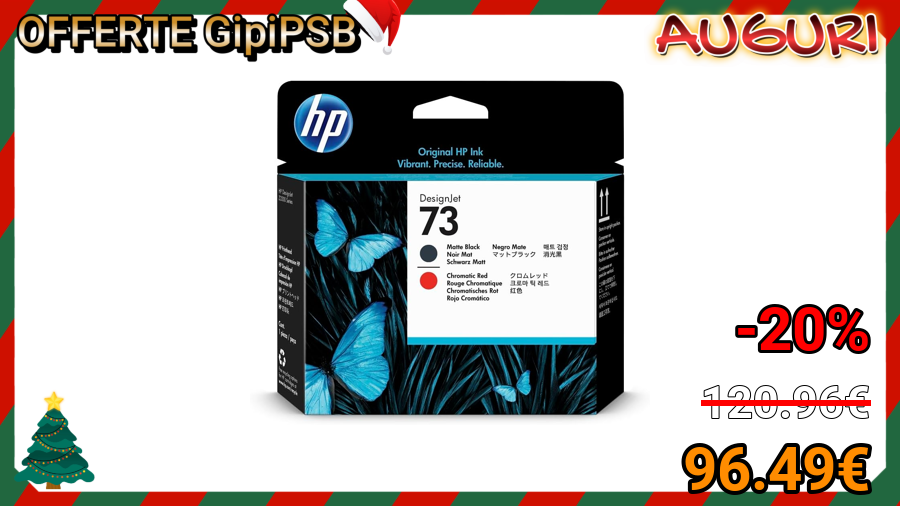 OFFERTE GipiPSB
AUGURI
hp
Original HP Ink
Vibrant. Precise. Reliable.
DesignJet
73
Matte Black Negro Mate 매트 검정
Noir Mat マットブラック 消光黑
Schwarz Matt
Chromatic Red クロムレッド
Rouge Chromatique 크로마 틱 레드
Chromatisches Rot 红色
Rojo Cromático
-20%
120.96€
96.49€